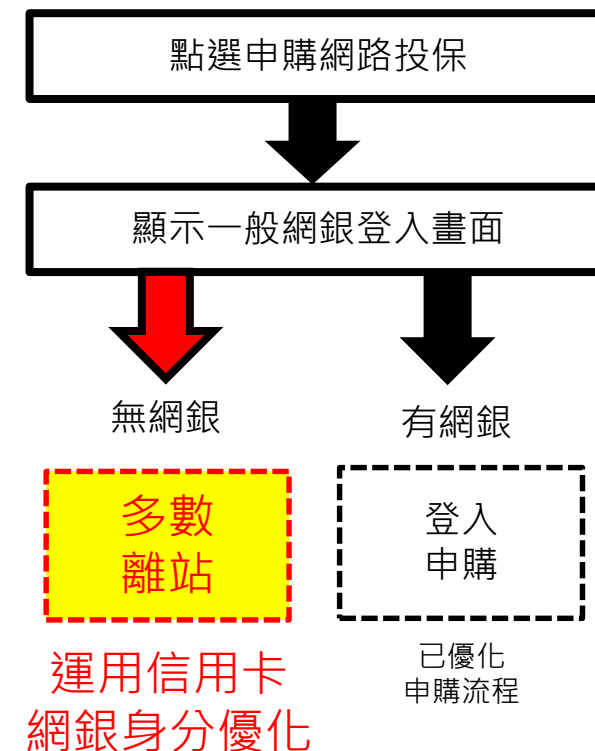 點選申購網路投保
顯示一般網銀登入畫面
無網銀
有網銀
多數
離站
登入
申購
運用信用卡
網銀身分優化
已優化
申購流程